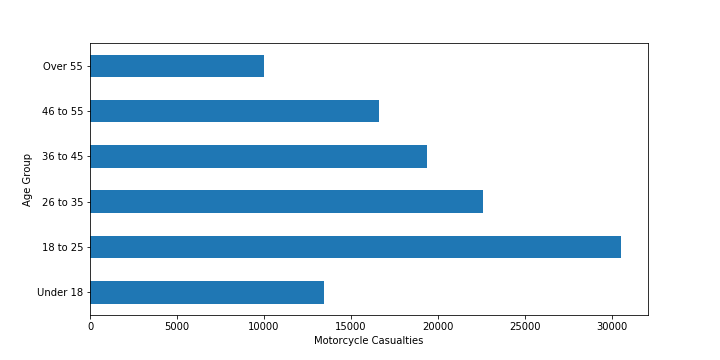 Over 55
46 to 55
36 to 45
26 to 35
18 to 25
Under 18
Age Group
0 5000 10000 15000 20000 25000 30000
Motorcycle Casualties